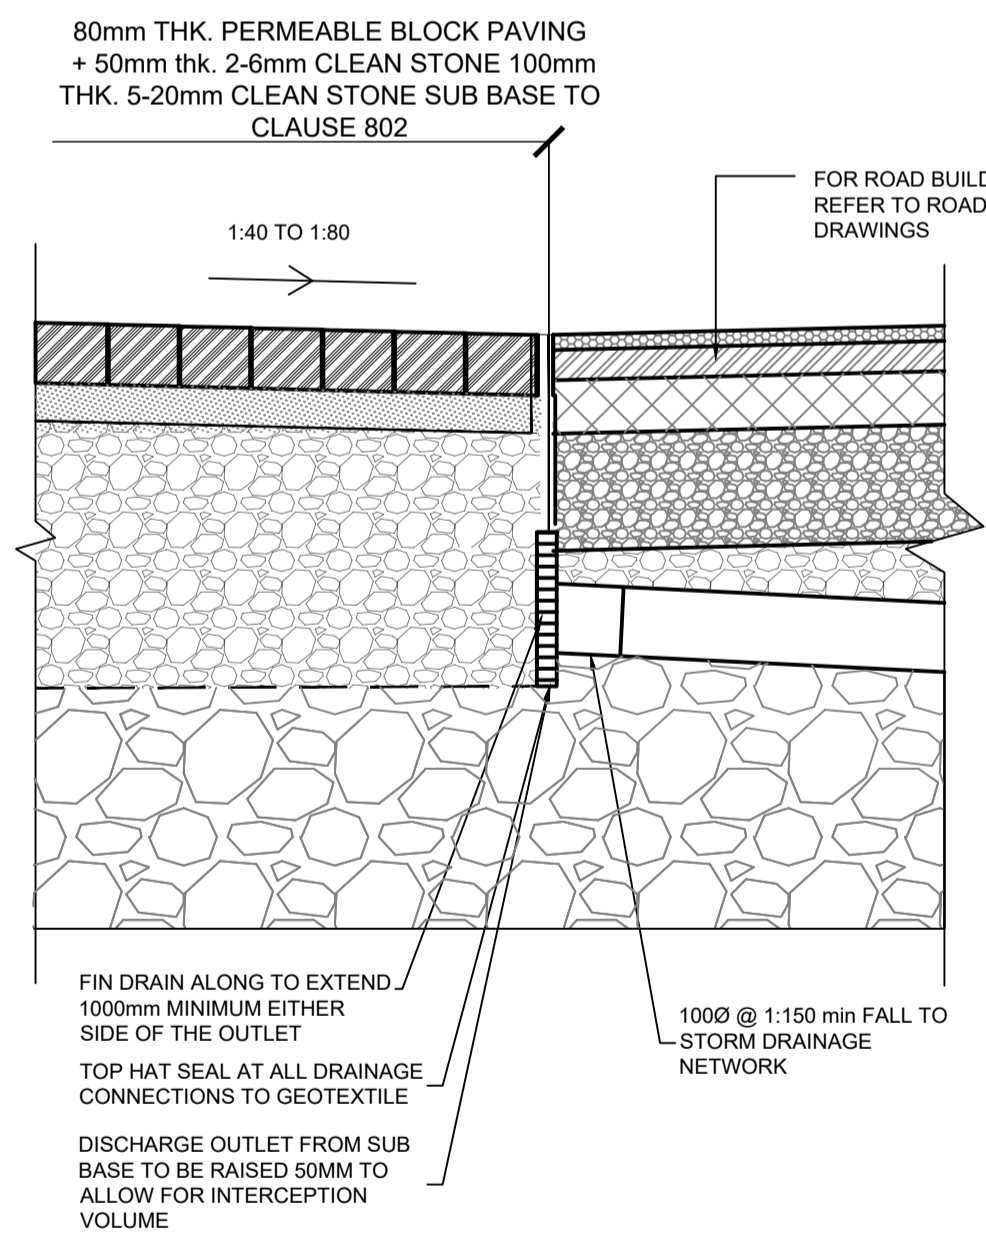 80mm THK. PERMEABLE BLOCK PAVING
+ 50mm thk. 2-6mm CLEAN STONE 100mm
THK. 5-20mm CLEAN STONE SUB BASE TO
CLAUSE 802
FOR ROAD BUILD
REFER TO ROAD
DRAWINGS
1:40 TO 1:80
FIN DRAIN ALONG TO EXTEND
1000mm MINIMUM EITHER
SIDE OF THE OUTLET
100Ø @ 1:150 min FALL TO
STORM DRAINAGE
NETWORK
TOP HAT SEAL AT ALL DRAINAGE
CONNECTIONS TO GEOTEXTILE
DISCHARGE OUTLET FROM SUB
BASE TO BE RAISED 50MM TO
ALLOW FOR INTERCEPTION
VOLUME